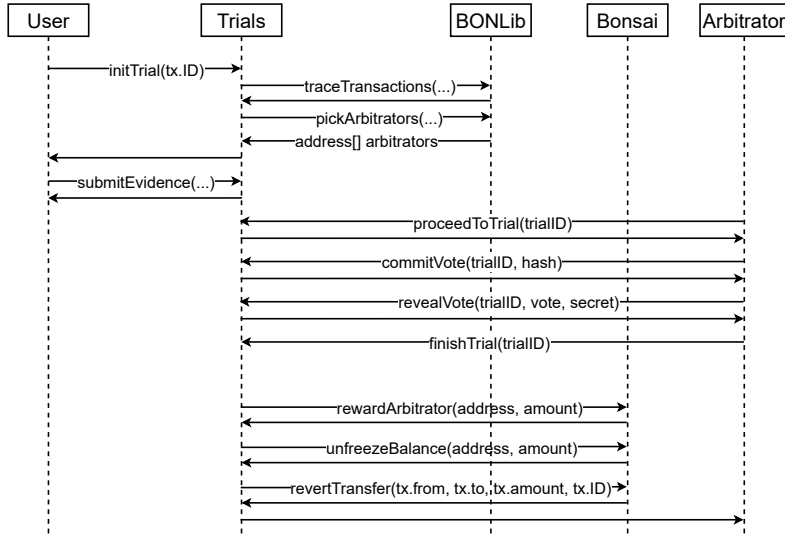 User
Trials
BONLib
Bonsai
Arbitrator
initTrial(tx.ID)
traceTransactions(...)
pickArbitrators(...)
address[] arbitrators
submitEvidence(...)
proceedToTrial(trialID)
commitVote(trialID, hash)
revealVote(trialID, vote, secret)
finishTrial(trialID)
rewardArbitrator(address, amount)
unfreezeBalance(address, amount)
revertTransfer(tx.from, tx.to, tx.amount, tx.ID)